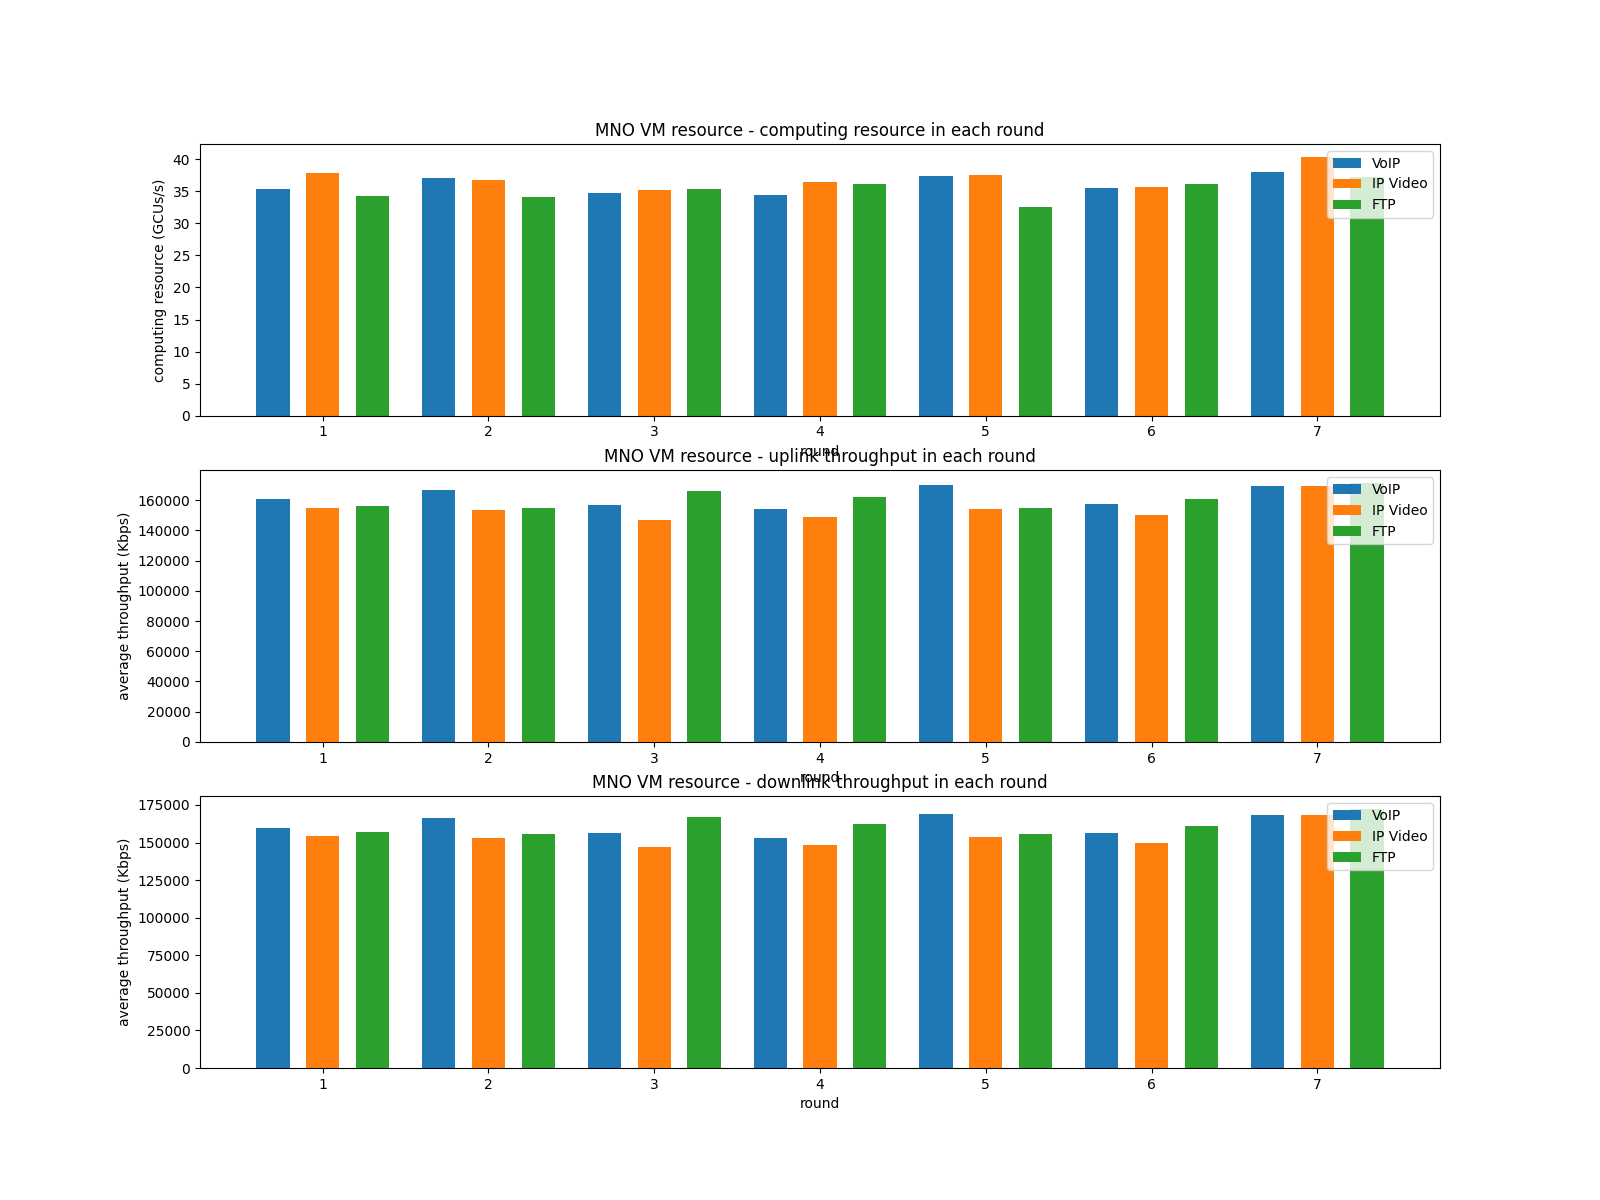 MNO VM resource - computing resource in each round
computing resource (GCUs/s)
40
35
30
25
20
15
10
5
0
VoIP
IP Video
FTP
1 2 3 4 5 6 7
round
MNO VM resource - uplink throughput in each round
average throughput (Kbps)
160000
140000
120000
100000
80000
60000
40000
20000
0
VoIP
IP Video
FTP
1 2 3 4 5 6 7
round
MNO VM resource - downlink throughput in each round
average throughput (Kbps)
175000
150000
125000
100000
75000
50000
25000
0
VoIP
IP Video
FTP
1 2 3 4 5 6 7
round